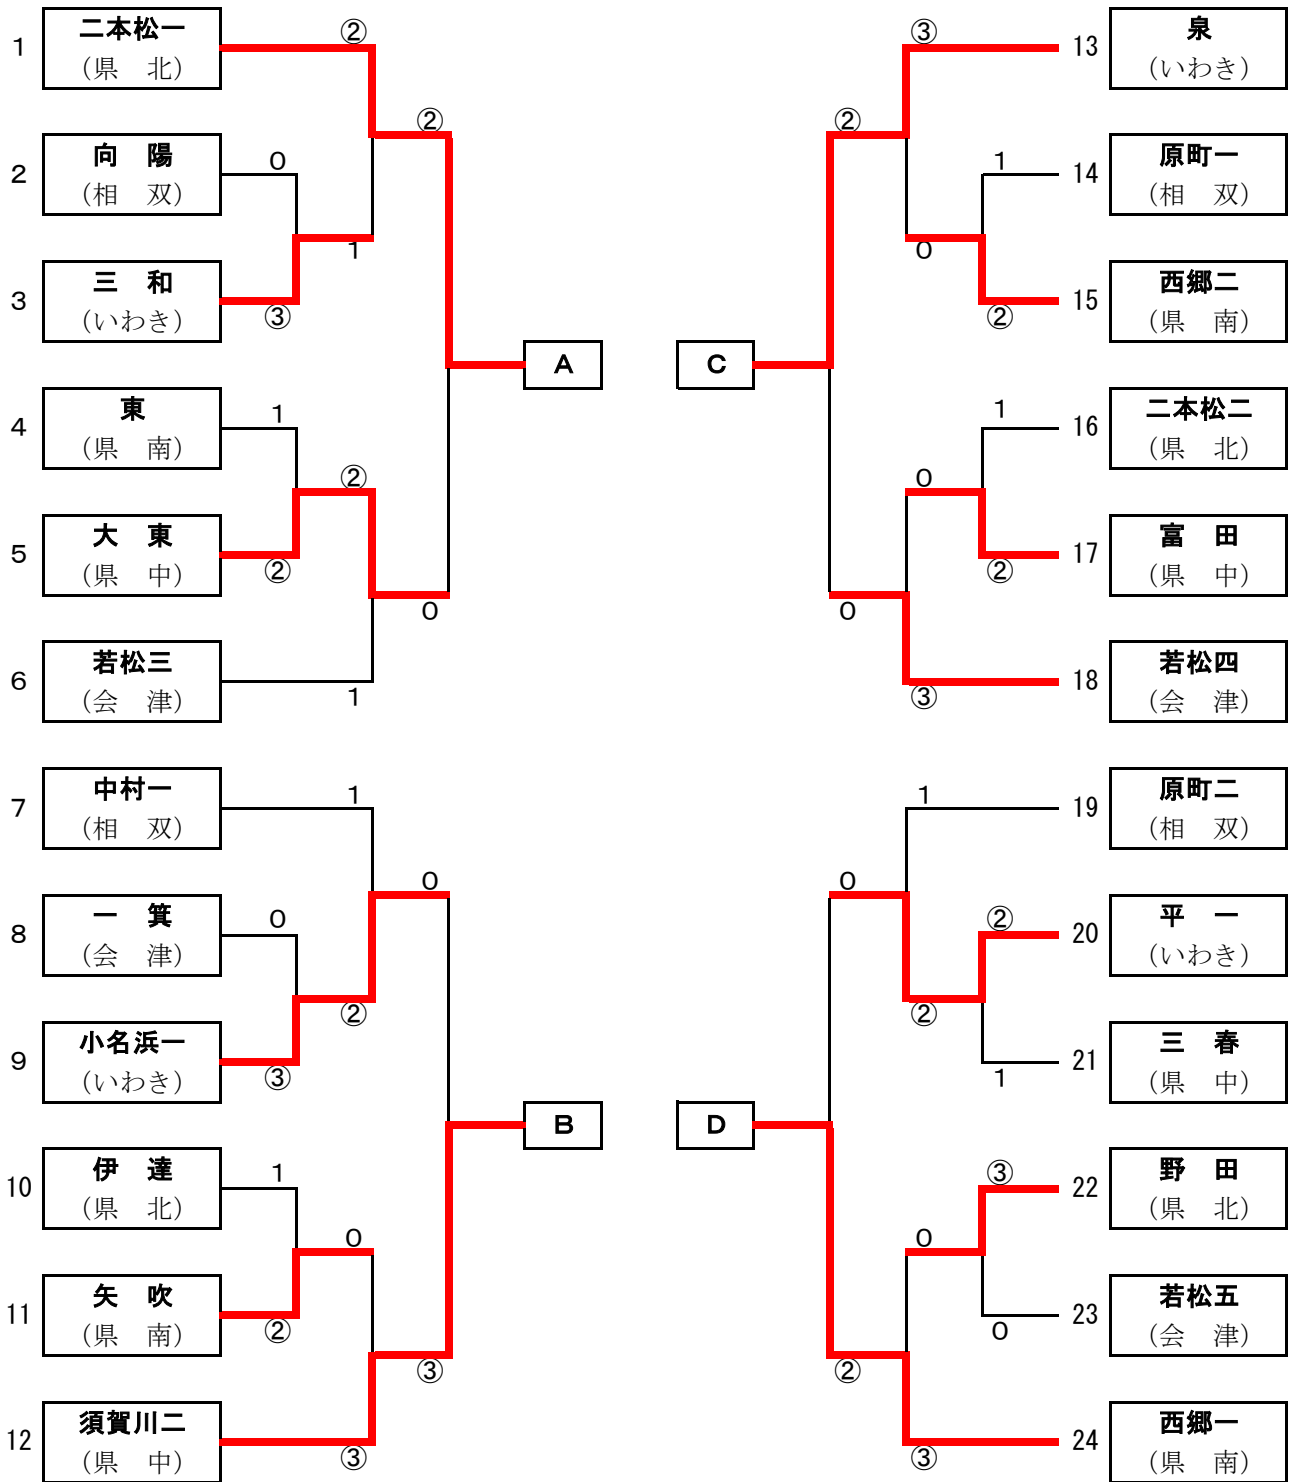 1
二本松一
(県　北)
②
②
2
向　陽
(相　双)
0
1
3
三　和
(いわき)
③
A
4
東
(県　南)
1
②
5
大　東
(県　中)
②
0
6
若松三
(会　津)
1
7
中村一
(相　双)
1
0
8
一　箕
(会　津)
0
②
9
小名浜一
(いわき)
③
B
10
伊　達
(県　北)
1
0
11
矢　吹
(県　南)
②
③
12
須賀川二
(県　中)
③
③
13
泉
(いわき)
②
1
14
原町一
(相　双)
0
15
西郷二
(県　南)
②
C
1
16
二本松二
(県　北)
0
17
富　田
(県　中)
②
0
18
若松四
(会　津)
③
1
19
原町二
(相　双)
0
②
20
平　一
(いわき)
②
21
三　春
(県　中)
1
D
③
22
野　田
(県　北)
0
23
若松五
(会　津)
0
②
24
西郷一
(県　南)
③